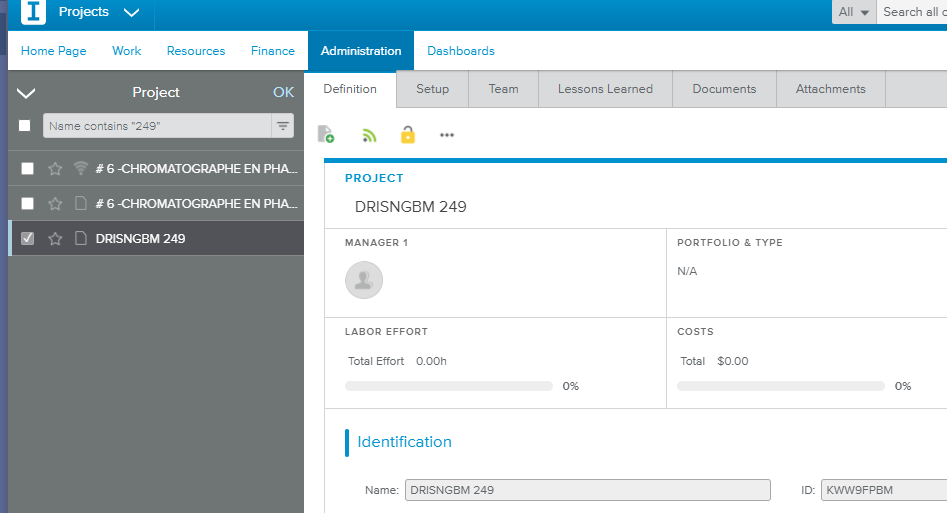 Projects
All
Search all
Home Page
Work
Resources
Finance
Administration
Dashboards
Project
OK
Name contains "249"
# 6 -CHROMATOGRAPHE EN PHA...
# 6 -CHROMATOGRAPHE EN PHA...
DRISNGBM 249
Definition
Setup
Team
Lessons Learned
Documents
Attachments
PROJECT
DRISNGBM 249
MANAGER 1
PORTFOLIO & TYPE
N/A
LABOR EFFORT
Total Effort 0.00h
0%
COSTS
Total $0.00
0%
Identification
Name: DRISNGBM 249
ID: KWW9FPBM